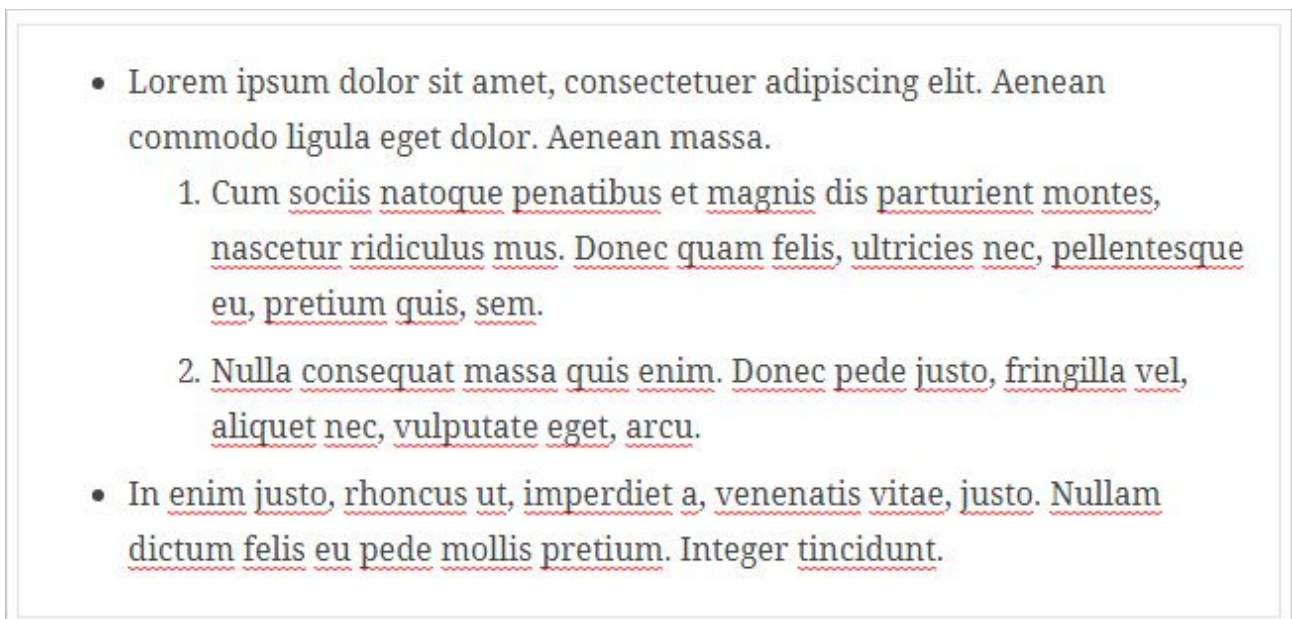 • Lorem ipsum dolor sit amet, consectetuer adipiscing elit. Aenean
commodo ligula eget dolor. Aenean massa.
1. Cum sociis natoque penatibus et magnis dis parturient montes,
nascetur ridiculus mus. Donec quam felis, ultricies nec, pellentesque
eu, pretium quis, sem.
2. Nulla consequat massa quis enim. Donec pede justo, fringilla vel,
aliquet nec, vulputate eget, arcu.
• In enim justo, rhoncus ut, imperdiet a, venenatis vitae, justo. Nullam
dictum felis eu pede mollis pretium. Integer tincidunt.